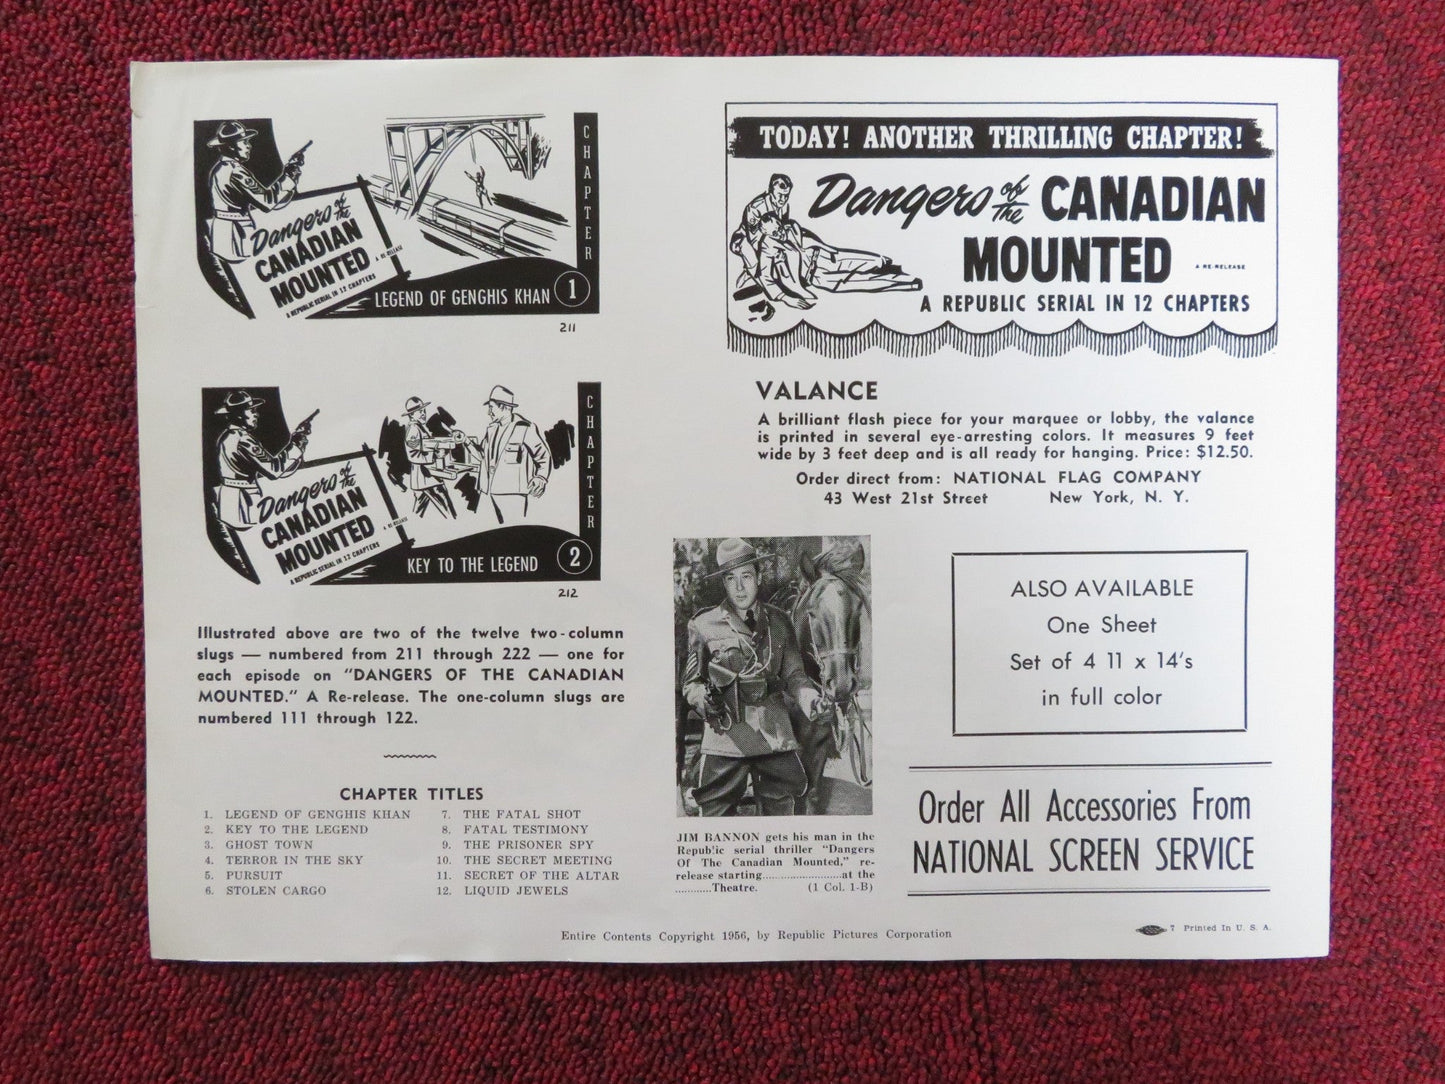 CHAPTER
Dangers of the
CANADIAN
MOUNTED
A RE-RELEASE
A REPUBLIC SERIAL IN 12 CHAPTERS
LEGEND OF GENGHIS KHAN 1
211
CHAPTER
Dangers of the
CANADIAN
MOUNTED
A RE-RELEASE
A REPUBLIC SERIAL IN 12 CHAPTERS
KEY TO THE LEGEND 2
212
Illustrated above are two of the twelve two-column
slugs — numbered from 211 through 222 — one for
each episode on "DANGERS OF THE CANADIAN
MOUNTED." A Re-release. The one-column slugs are
numbered 111 through 122.
CHAPTER TITLES
1. LEGEND OF GENGHIS KHAN
2. KEY TO THE LEGEND
3. GHOST TOWN
4. TERROR IN THE SKY
5. PURSUIT
6. STOLEN CARGO
7. THE FATAL SHOT
8. FATAL TESTIMONY
9. THE PRISONER SPY
10. THE SECRET MEETING
11. SECRET OF THE ALTAR
12. LIQUID JEWELS
TODAY! ANOTHER THRILLING CHAPTER!
Dangers of the CANADIAN
MOUNTED
A RE-RELEASE
A REPUBLIC SERIAL IN 12 CHAPTERS
VALANCE
A brilliant flash piece for your marquee or lobby, the valance
is printed in several eye-arresting colors. It measures 9 feet
wide by 3 feet deep and is all ready for hanging. Price: $12.50.
Order direct from: NATIONAL FLAG COMPANY
43 West 21st Street New York, N. Y.
JIM BANNON gets his man in the
Republic serial thriller "Dangers
Of The Canadian Mounted," re-
release starting........................at the
............Theatre. (1 Col. 1-B)
ALSO AVAILABLE
One Sheet
Set of 4 11 x 14's
in full color
Order All Accessories From
NATIONAL SCREEN SERVICE
Entire Contents Copyright 1956, by Republic Pictures Corporation
7 Printed In U. S. A.